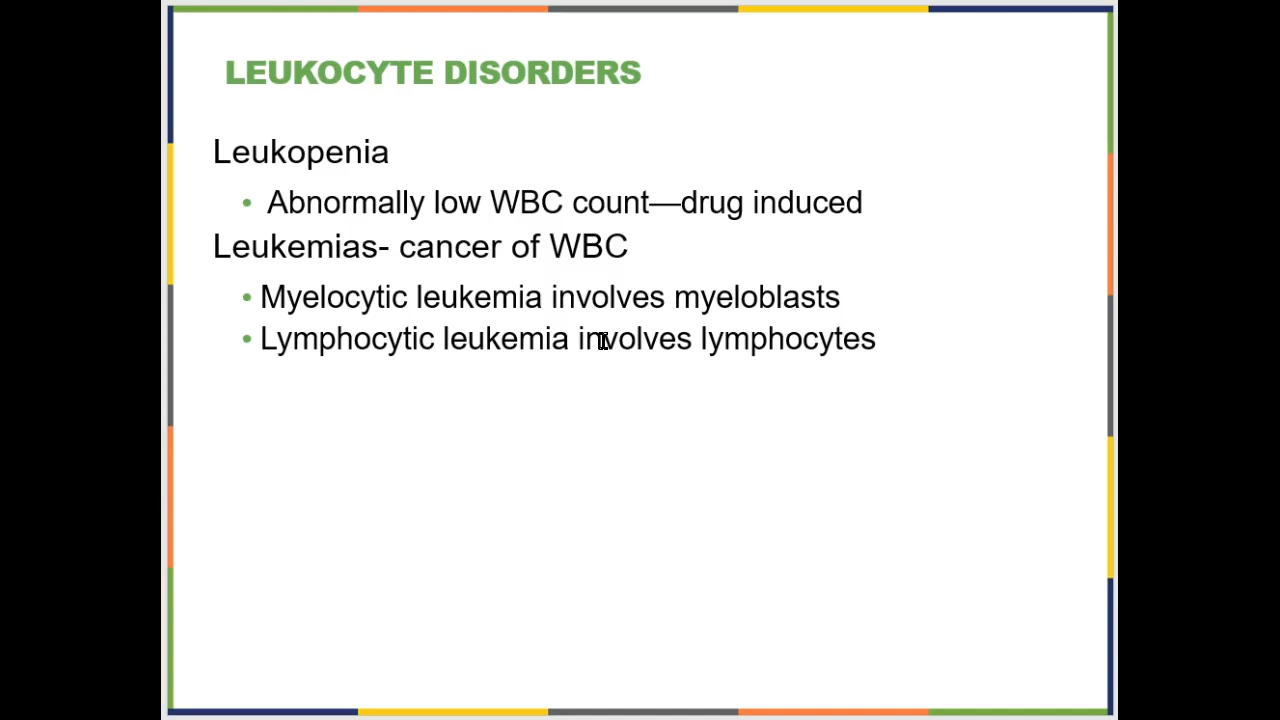 LEUKOCYTE DISORDERS
Leukopenia
• Abnormally low WBC count—drug induced
Leukemias- cancer of WBC
• Myelocytic leukemia involves myeloblasts
• Lymphocytic leukemia involves lymphocytes